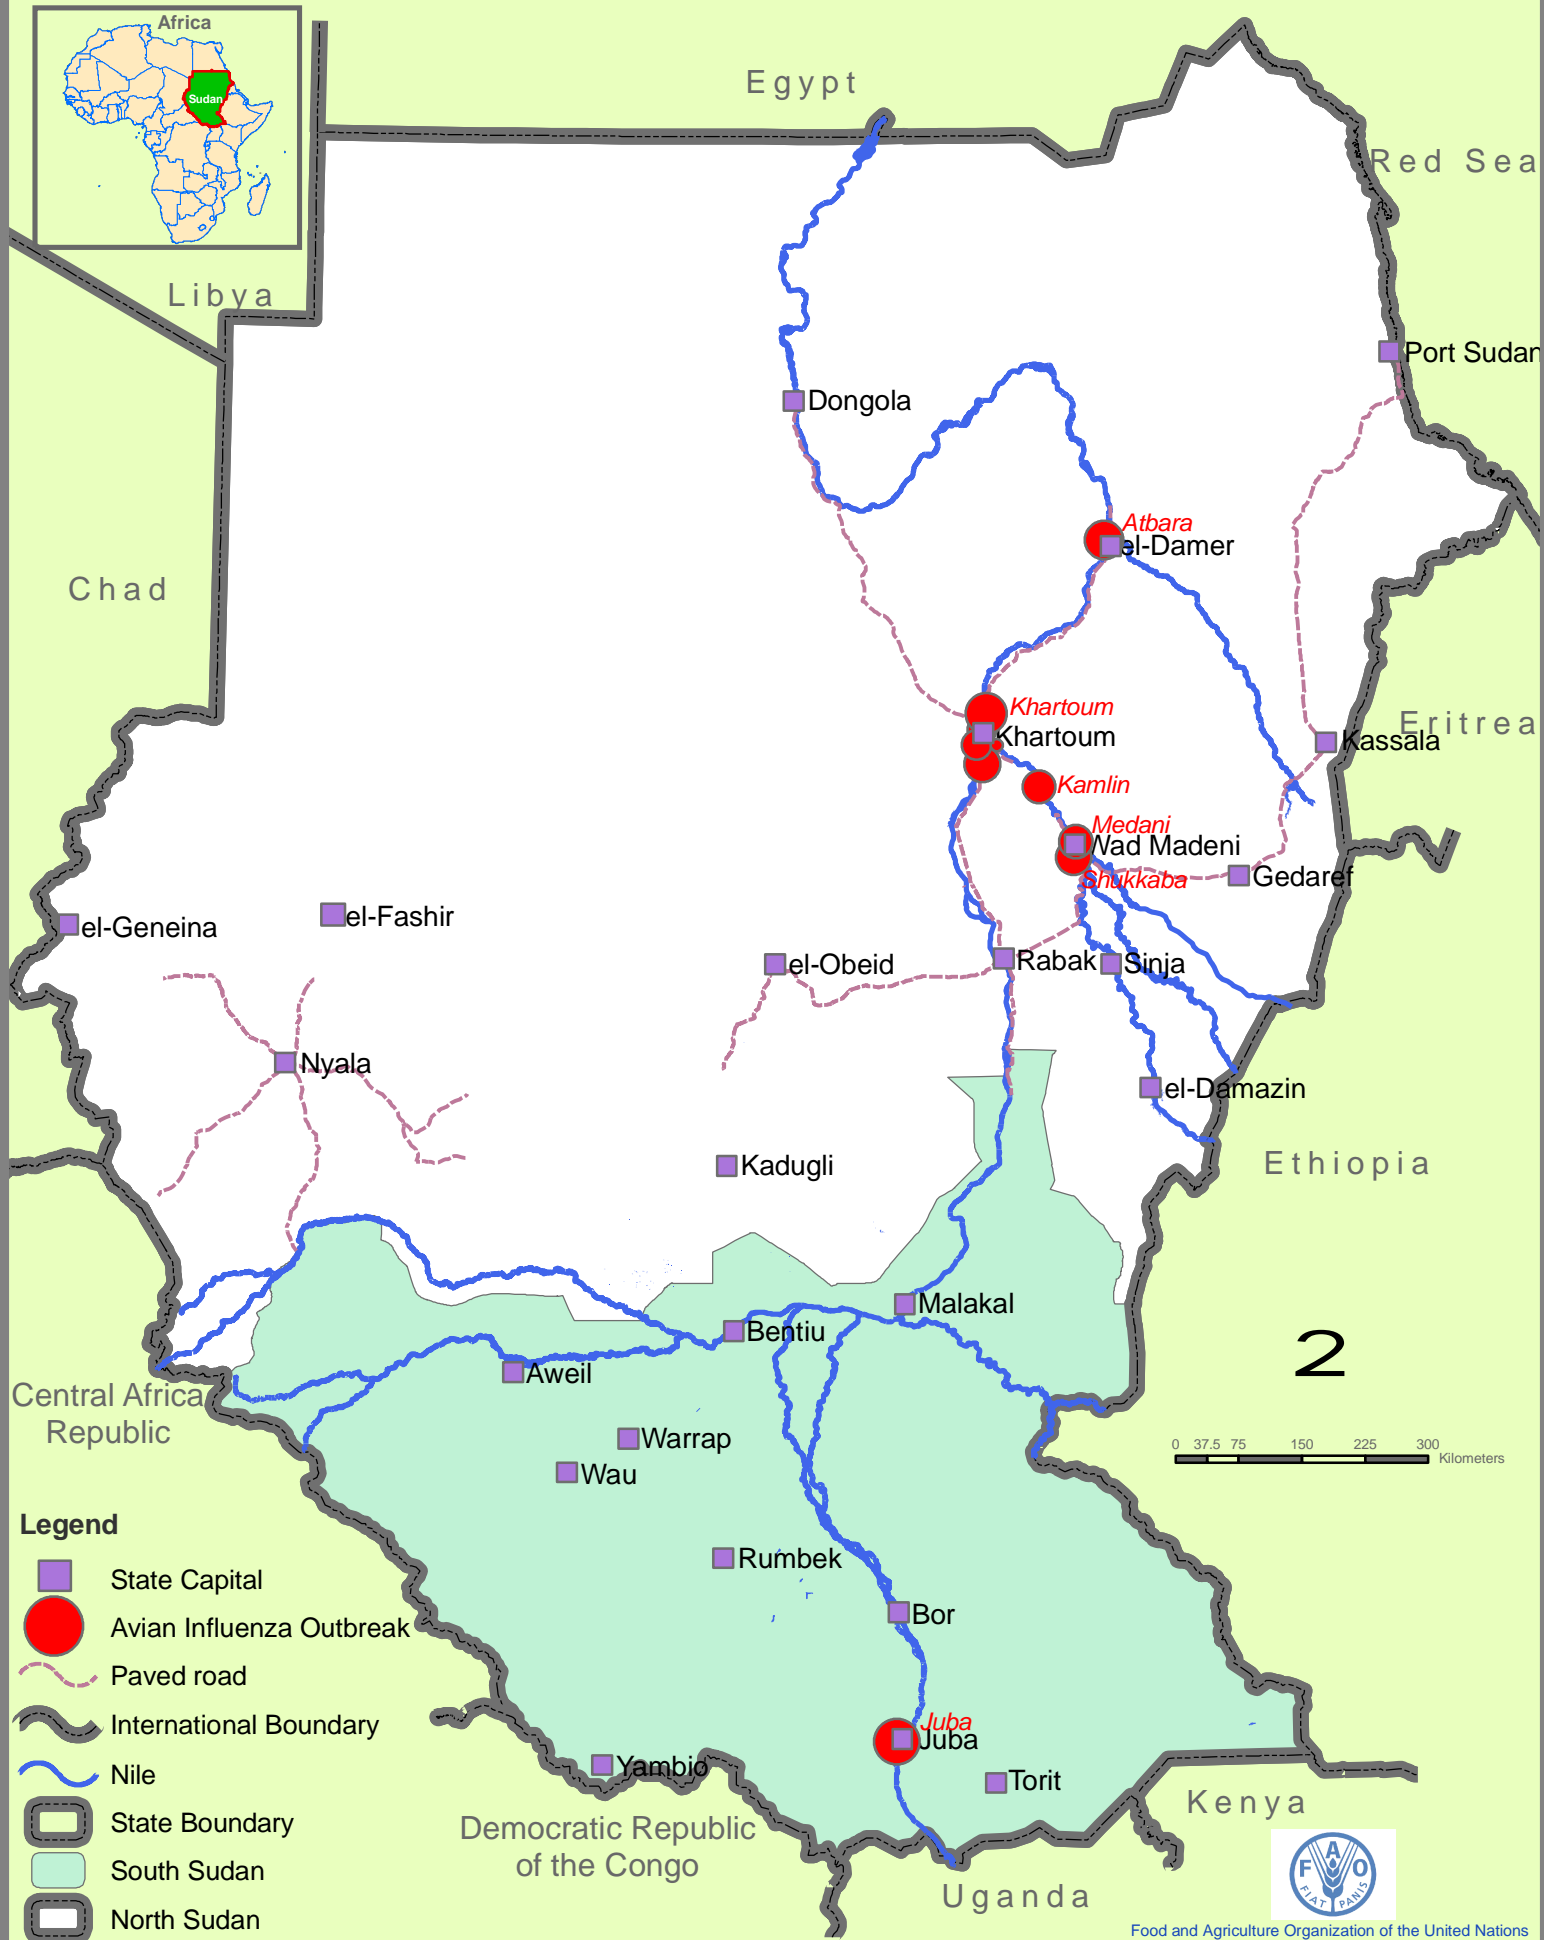 Africa
Sudan
Egypt
Red Sea
Libya
Port Sudan
Dongola
Atbara
el-Damer
Chad
Khartoum
Khartoum
Eritrea
Kassala
Kamlin
Medani
Wad Madeni
Shukkaba
Gedaref
el-Geneina
el-Fashir
el-Obeid
Rabak
Sinja
Nyala
el-Damazin
Kadugli
Ethiopia
Malakal
Bentiu
Aweil
2
Central Africa
Republic
Warrap
Wau
0 37.5 75 150 225 300
Kilometers
Rumbek
Bor
Juba
Juba
Yambio
Torit
Kenya
Democratic Republic
of the Congo
Uganda
Legend
State Capital
Avian Influenza Outbreak
Paved road
International Boundary
Nile
State Boundary
South Sudan
North Sudan
F A O
FIAT PANIS
Food and Agriculture Organization of the United Nations